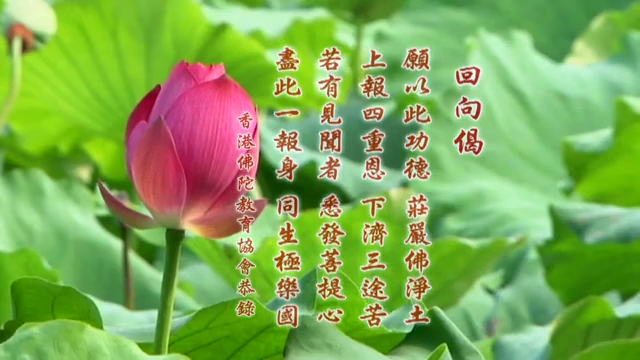 回向偈
願以此功德 莊嚴佛淨土
上報四重恩 下濟三途苦
若有見聞者 悉發菩提心
盡此一報身 同生極樂國
香港佛陀教育協會恭錄